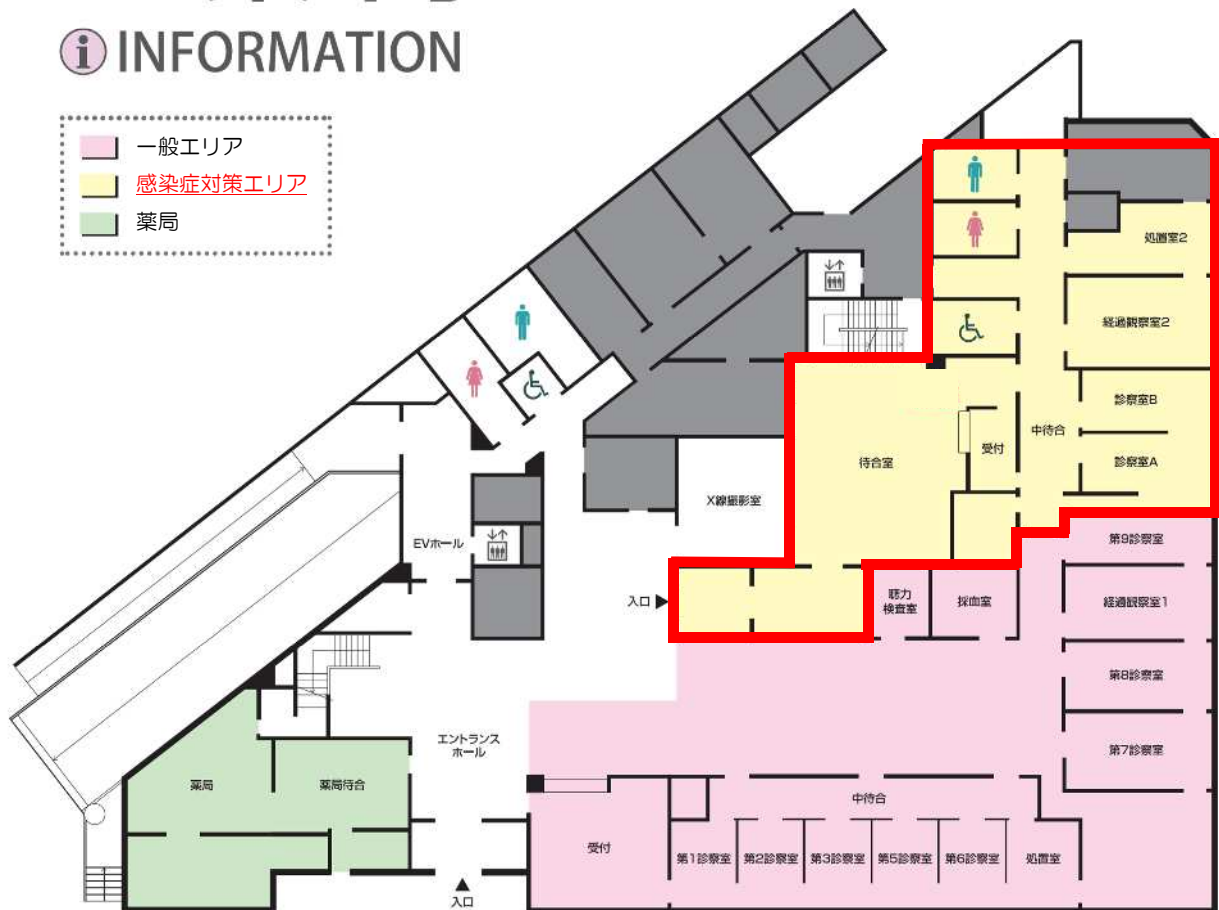 INFORMATION
一般エリア
感染症対策エリア
薬局
処置室2
経過観察室2
診察室B
中待合
受付
待合室
診察室A
X線撮影室
第9診察室
EVホール
入口
聴力
検査室
採血室
経過観察室1
第8診察室
エントランス
ホール
第7診察室
薬局
薬局待合
中待合
受付
第1診察室
第2診察室
第3診察室
第5診察室
第6診察室
処置室
入口